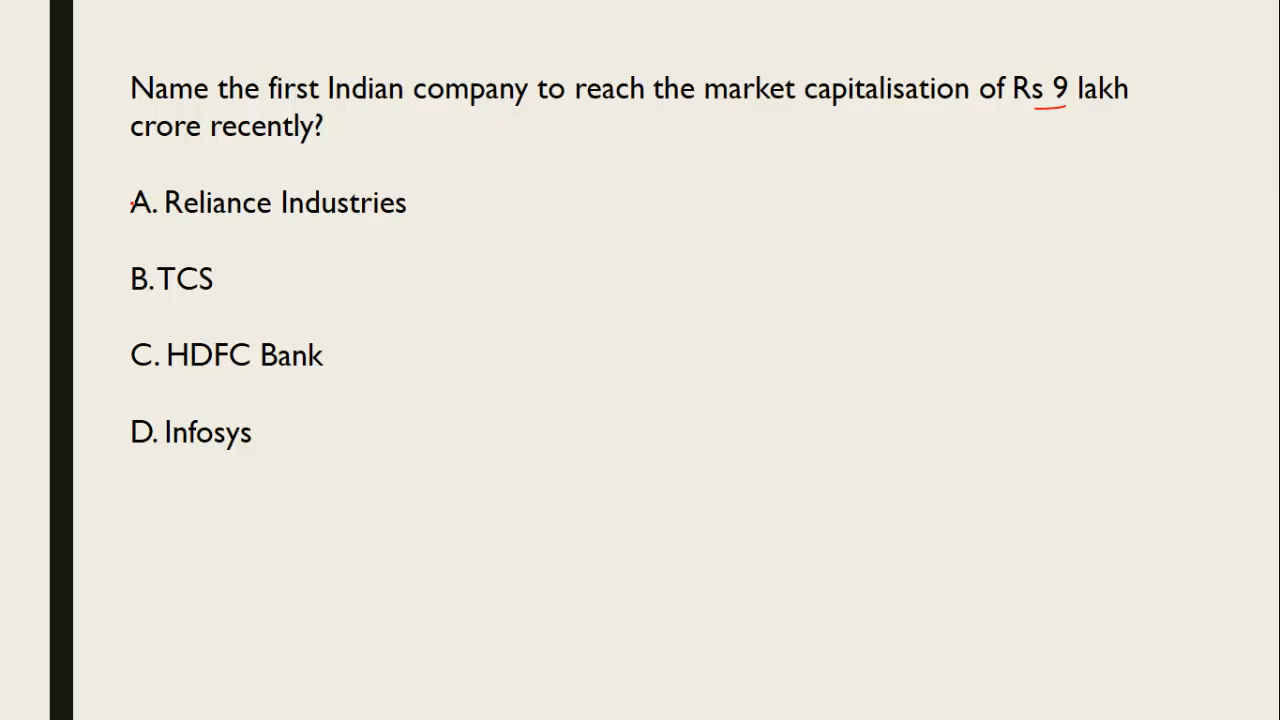 Name the first Indian company to reach the market capitalisation of Rs 9 lakh
crore recently?
A. Reliance Industries
B. TCS
C. HDFC Bank
D. Infosys